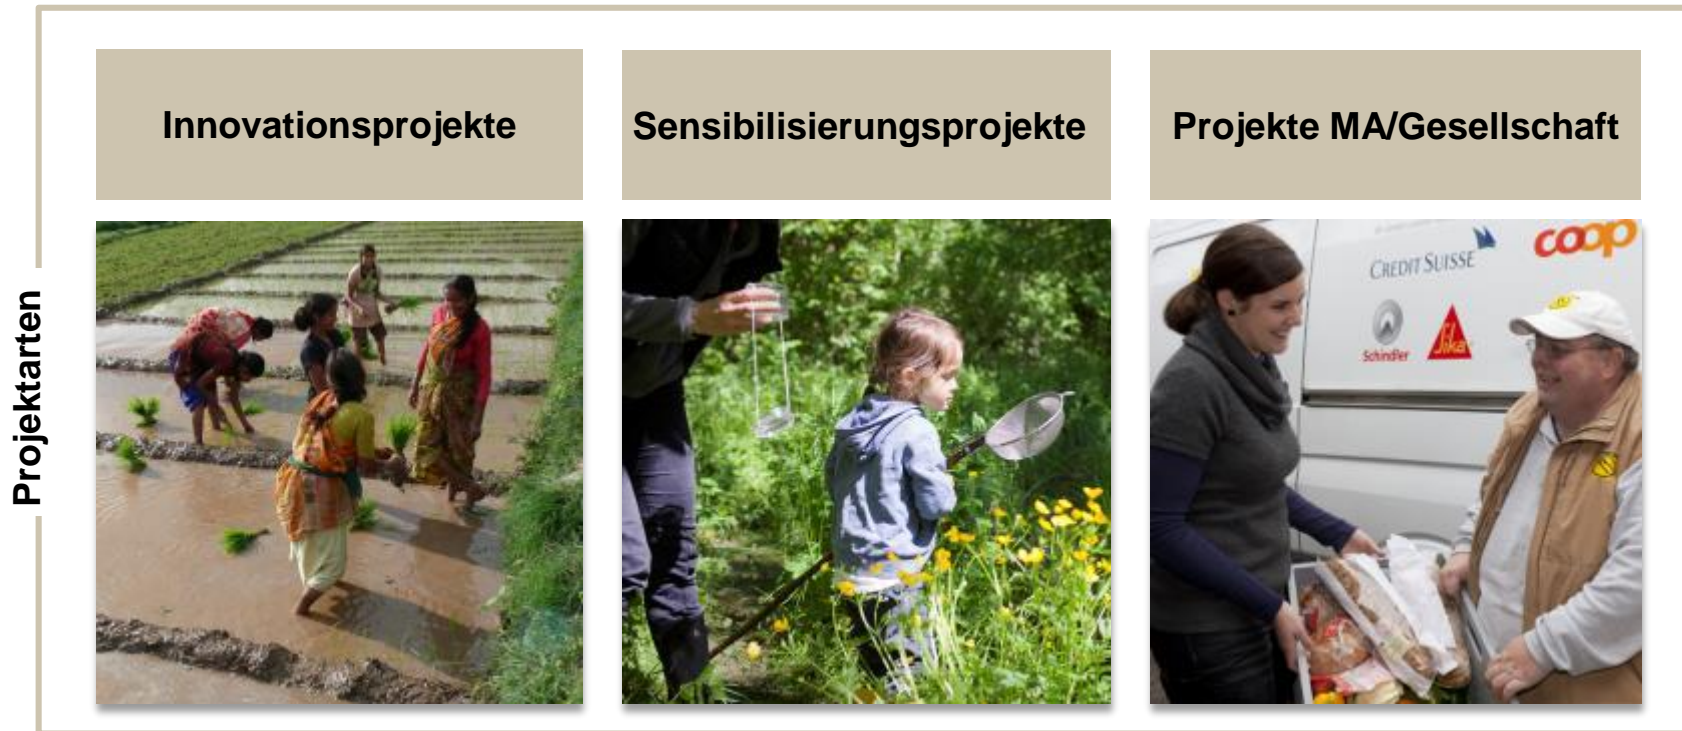 Projektarten
Innovationsprojekte
Sensibilisierungsprojekte
Projekte MA/Gesellschaft
CREDIT SUISSE
coop
Schindler
Sika